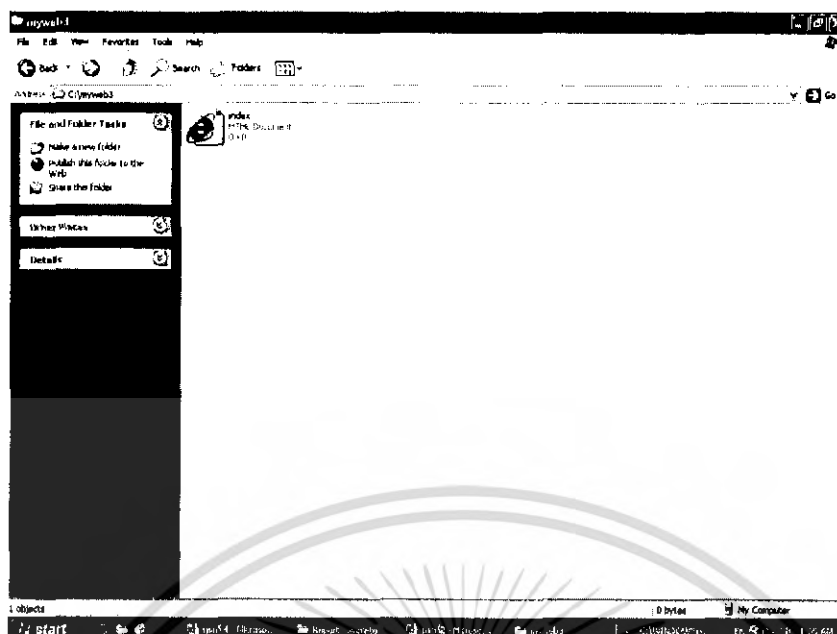 myweb3
File Edit View Favorites Tools Help
Back Search Folders
Address C:\myweb3 Go
File and Folder Tasks
Make a new folder
Publish this folder to the
Web
Share this folder
Other Places
Details
index
HTML Document
0 KB
1 objects 0 bytes My Computer
start